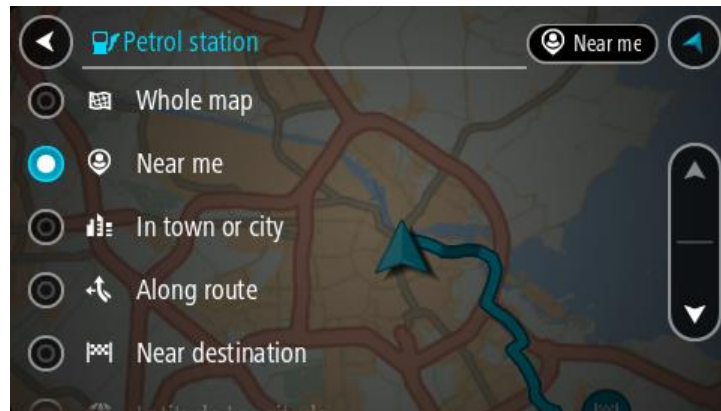 Petrol station
Near me
Whole map
Near me
In town or city
Along route
Near destination